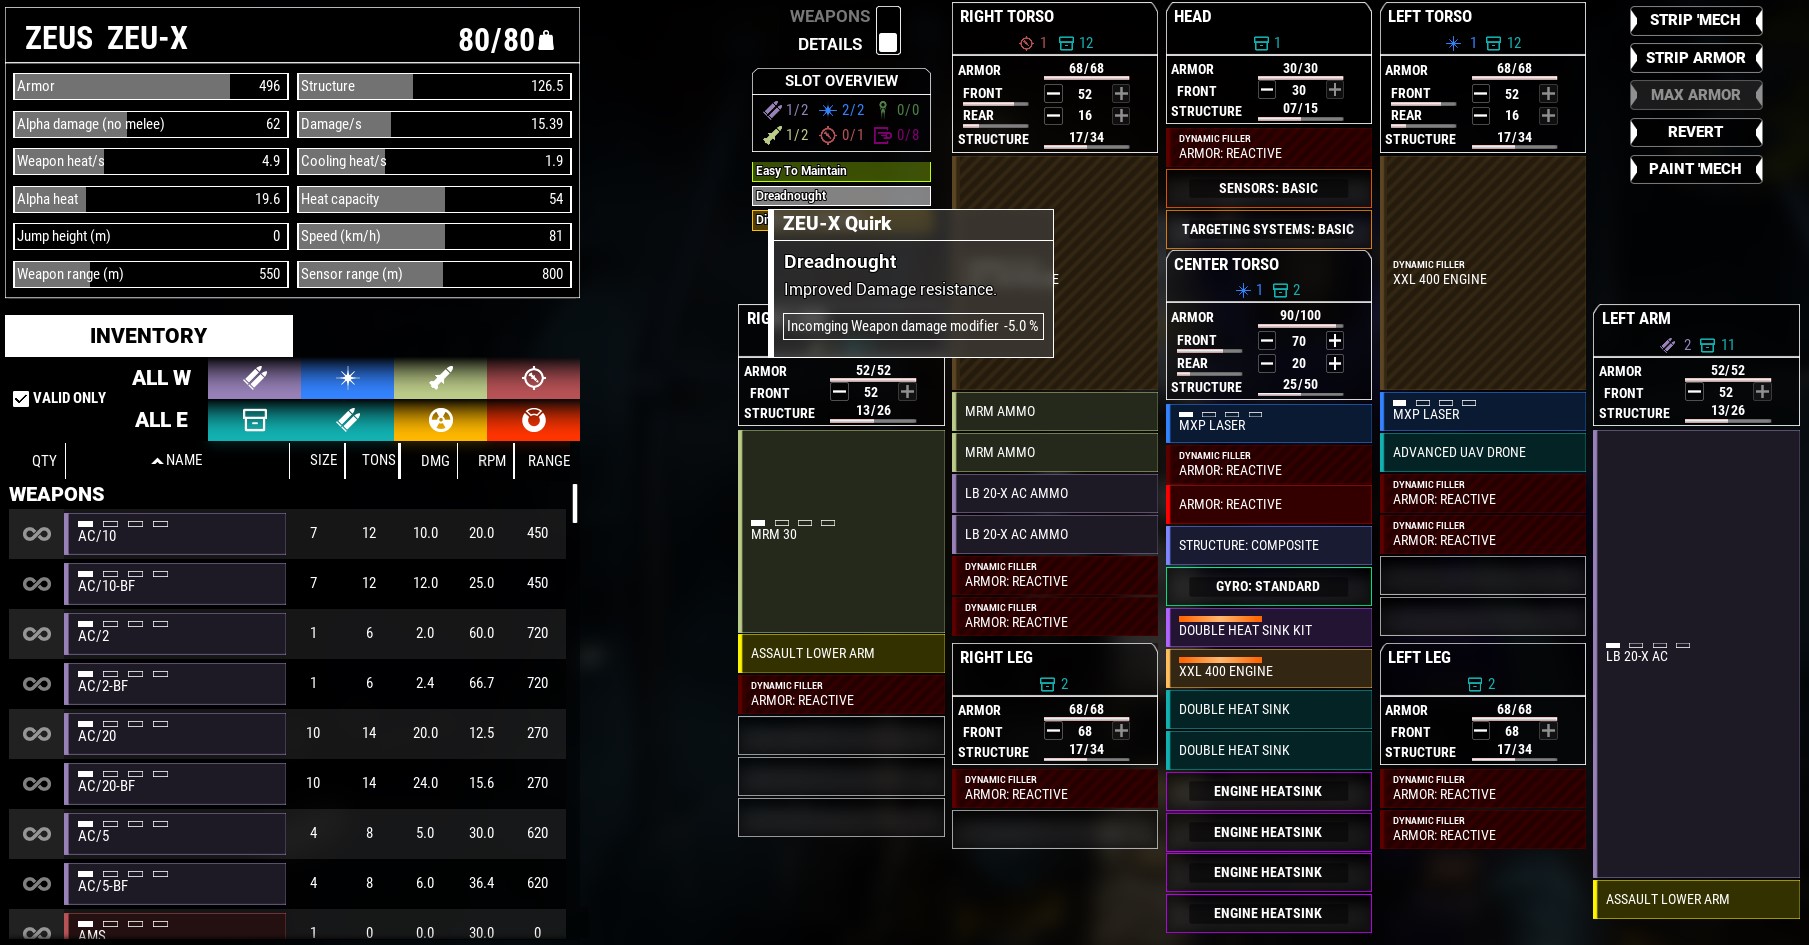 ZEUS ZEU-X
80/80
Armor 496
Structure 126.5
Alpha damage (no melee) 62
Damage/s 15.39
Weapon heat/s 4.9
Cooling heat/s 1.9
Alpha heat 19.6
Heat capacity 54
Jump height (m) 0
Speed (km/h) 81
Weapon range (m) 550
Sensor range (m) 800
INVENTORY
VALID ONLY
ALL W
ALL E
QTY NAME SIZE TONS DMG RPM RANGE
WEAPONS
AC/10 7 12 10.0 20.0 450
AC/10-BF 7 12 12.0 25.0 450
AC/2 1 6 2.0 60.0 720
AC/2-BF 1 6 2.4 66.7 720
AC/20 10 14 20.0 12.5 270
AC/20-BF 10 14 24.0 15.6 270
AC/5 4 8 5.0 30.0 620
AC/5-BF 4 8 6.0 36.4 620
AMS 1 0 0.0 30.0 0
WEAPONS
DETAILS
SLOT OVERVIEW
1/2 2/2 0/0
1/2 0/1 0/8
Easy To Maintain
Dreadnought
Di
ZEU-X Quirk
Dreadnought
Improved Damage resistance.
Incomging Weapon damage modifier -5.0 %
RIG
ARMOR 52/52
FRONT 52
STRUCTURE 13/26
MRM 30
ASSAULT LOWER ARM
DYNAMIC FILLER
ARMOR: REACTIVE
RIGHT TORSO
1 12
ARMOR 68/68
FRONT 52
REAR 16
STRUCTURE 17/34
E
MRM AMMO
MRM AMMO
LB 20-X AC AMMO
LB 20-X AC AMMO
DYNAMIC FILLER
ARMOR: REACTIVE
DYNAMIC FILLER
ARMOR: REACTIVE
RIGHT LEG
2
ARMOR 68/68
FRONT 68
STRUCTURE 17/34
DYNAMIC FILLER
ARMOR: REACTIVE
HEAD
1
ARMOR 30/30
FRONT 30
STRUCTURE 07/15
DYNAMIC FILLER
ARMOR: REACTIVE
SENSORS: BASIC
TARGETING SYSTEMS: BASIC
CENTER TORSO
1 2
ARMOR 90/100
FRONT 70
REAR 20
STRUCTURE 25/50
MXP LASER
DYNAMIC FILLER
ARMOR: REACTIVE
ARMOR: REACTIVE
STRUCTURE: COMPOSITE
GYRO: STANDARD
DOUBLE HEAT SINK KIT
XXL 400 ENGINE
DOUBLE HEAT SINK
DOUBLE HEAT SINK
ENGINE HEATSINK
ENGINE HEATSINK
ENGINE HEATSINK
ENGINE HEATSINK
LEFT TORSO
1 12
ARMOR 68/68
FRONT 52
REAR 16
STRUCTURE 17/34
DYNAMIC FILLER
XXL 400 ENGINE
MXP LASER
ADVANCED UAV DRONE
DYNAMIC FILLER
ARMOR: REACTIVE
DYNAMIC FILLER
ARMOR: REACTIVE
LEFT LEG
2
ARMOR 68/68
FRONT 68
STRUCTURE 17/34
DYNAMIC FILLER
ARMOR: REACTIVE
DYNAMIC FILLER
ARMOR: REACTIVE
STRIP 'MECH
STRIP ARMOR
MAX ARMOR
REVERT
PAINT 'MECH
LEFT ARM
2 11
ARMOR 52/52
FRONT 52
STRUCTURE 13/26
LB 20-X AC
ASSAULT LOWER ARM